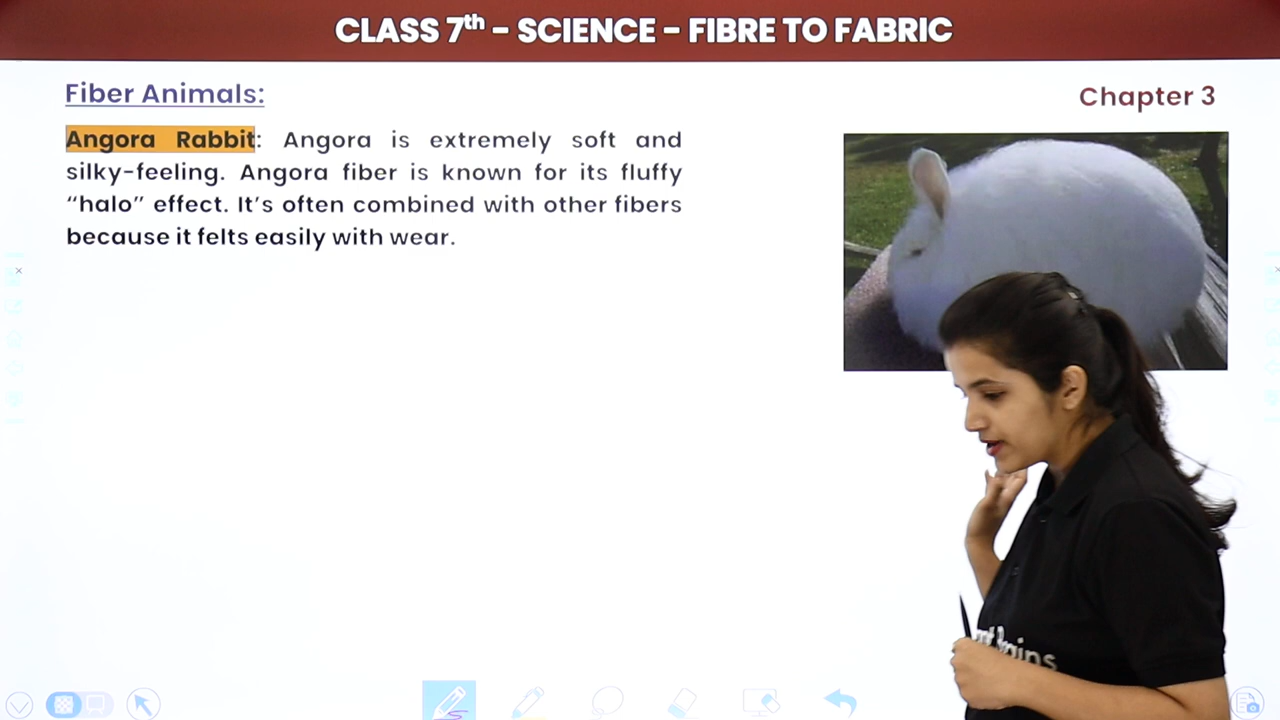 CLASS 7th - SCIENCE - FIBRE TO FABRIC
Fiber Animals:
Chapter 3
Angora Rabbit: Angora is extremely soft and
silky-feeling. Angora fiber is known for its fluffy
“halo” effect. It’s often combined with other fibers
because it felts easily with wear.